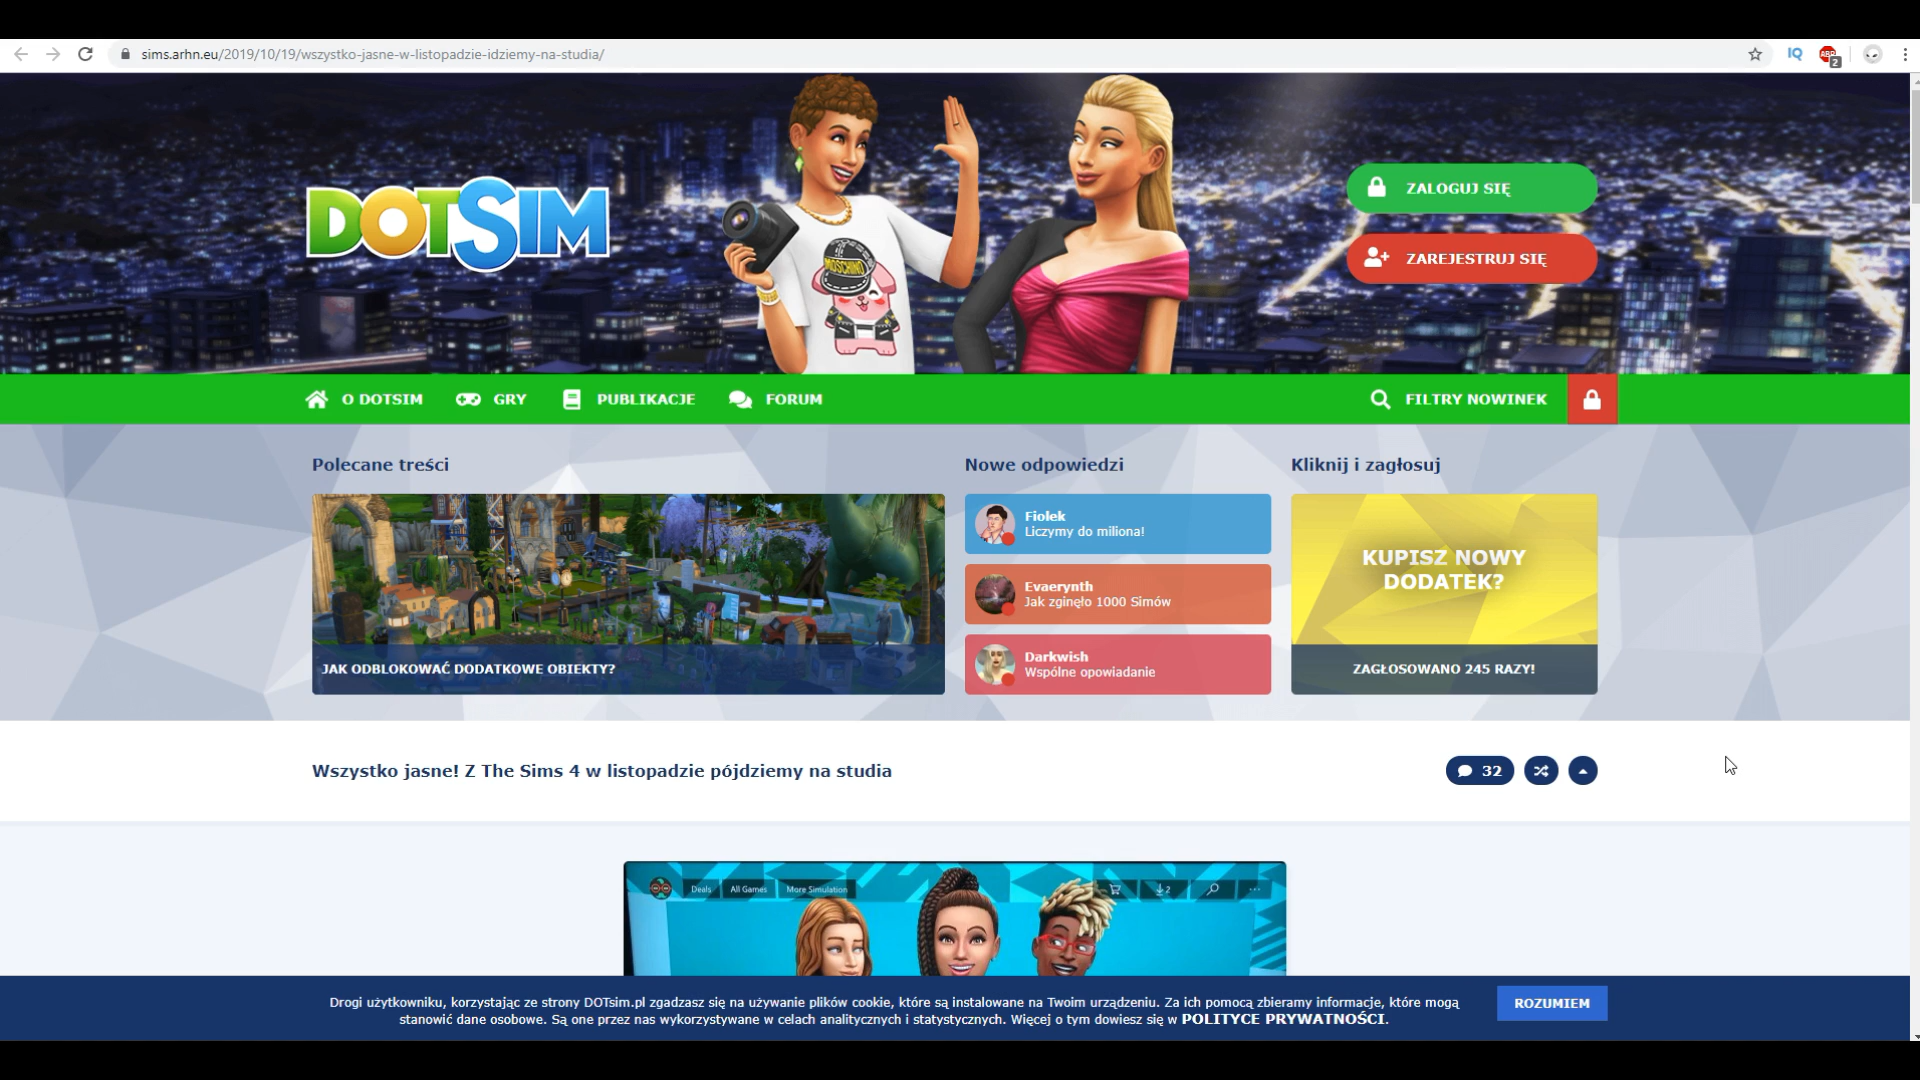 sims.arhn.eu/2019/10/19/wszystko-jasne-w-listopadzie-idziemy-na-studia/
IQ
ABP
2
DOTSIM
MOSCHINO
ZALOGUJ SIĘ
ZAREJESTRUJ SIĘ
O DOTSIM
GRY
PUBLIKACJE
FORUM
FILTRY NOWINEK
Polecane treści
Nowe odpowiedzi
Kliknij i zagłosuj
JAK ODBLOKOWAĆ DODATKOWE OBIEKTY?
Fiolek
Liczymy do miliona!
Evaerynth
Jak zginęło 1000 Simów
Darkwish
Wspólne opowiadanie
KUPISZ NOWY
DODATEK?
ZAGŁOSOWANO 245 RAZY!
Wszystko jasne! Z The Sims 4 w listopadzie pójdziemy na studia
32
Deals
All Games
More Simulation
2
Drogi użytkowniku, korzystając ze strony DOTsim.pl zgadzasz się na używanie plików cookie, które są instalowane na Twoim urządzeniu. Za ich pomocą zbieramy informacje, które mogą
stanowić dane osobowe. Są one przez nas wykorzystywane w celach analitycznych i statystycznych. Więcej o tym dowiesz się w POLITYCE PRYWATNOŚCI.
ROZUMIEM